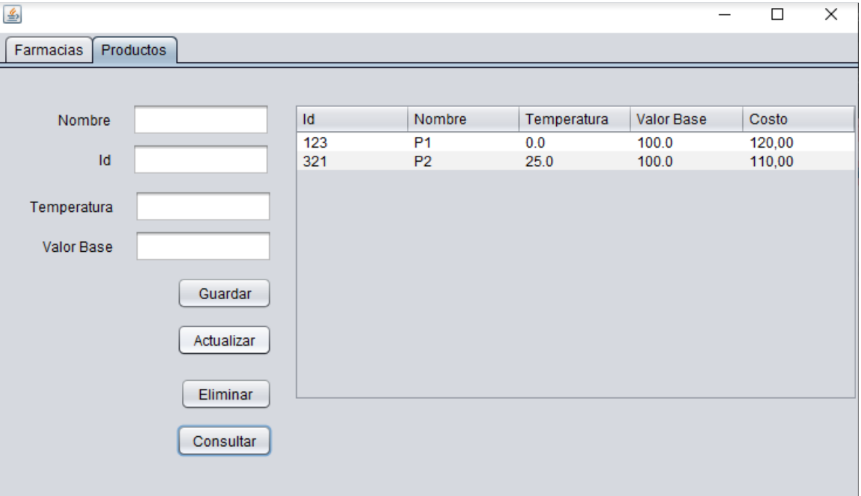 Farmacias Productos
Nombre
Id
Temperatura
Valor Base
Guardar
Actualizar
Eliminar
Consultar
Id Nombre Temperatura Valor Base Costo
123 P1 0.0 100.0 120,00
321 P2 25.0 100.0 110,00